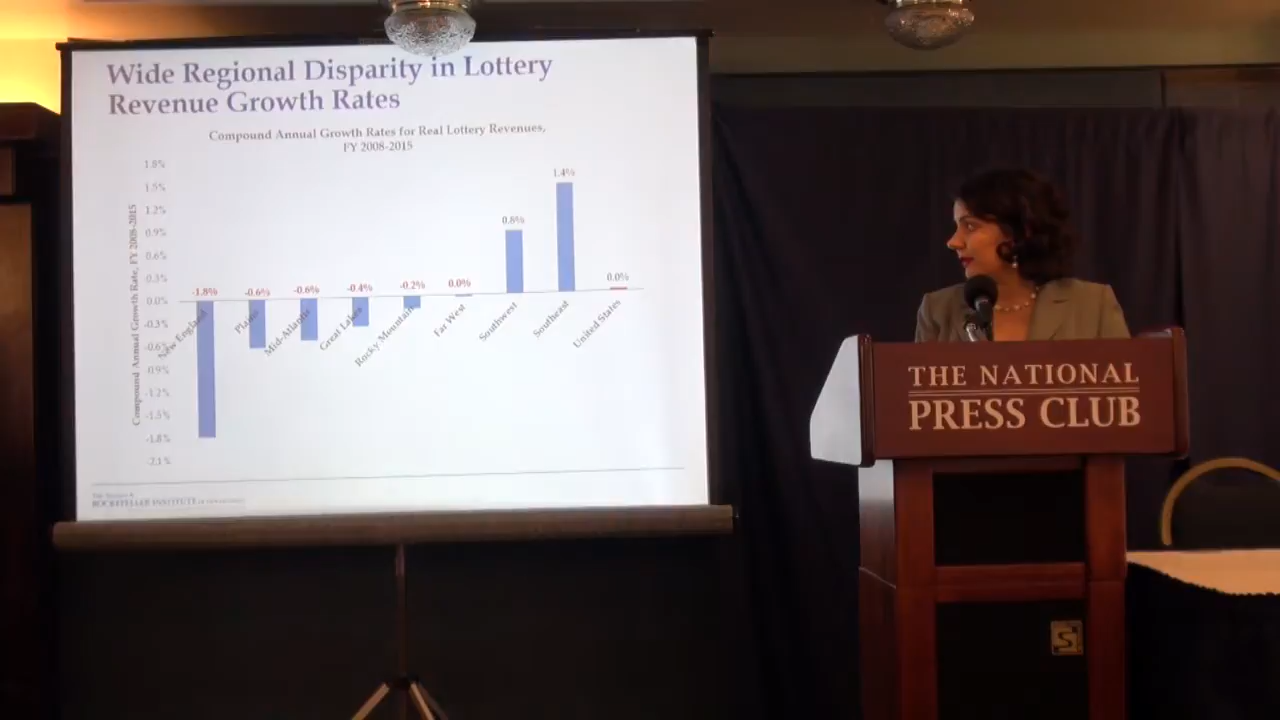 Wide Regional Disparity in Lottery
Revenue Growth Rates
Compound Annual Growth Rates for Real Lottery Revenues,
FY 2008-2015
Compound Annual Growth Rate, FY 2008-2015
1.8%
1.5%
1.2%
0.9%
0.6%
0.3%
0.0%
-0.3%
-0.6%
-0.9%
-1.2%
-1.5%
-1.8%
-2.1%
-1.8%
-0.6%
-0.6%
-0.4%
-0.2%
0.0%
0.8%
1.4%
0.0%
New England
Plains
Mid-Atlantic
Great Lakes
Rocky Mountain
Far West
Southwest
Southeast
United States
ROCKEFELLER INSTITUTE
THE NATIONAL
PRESS CLUB
S